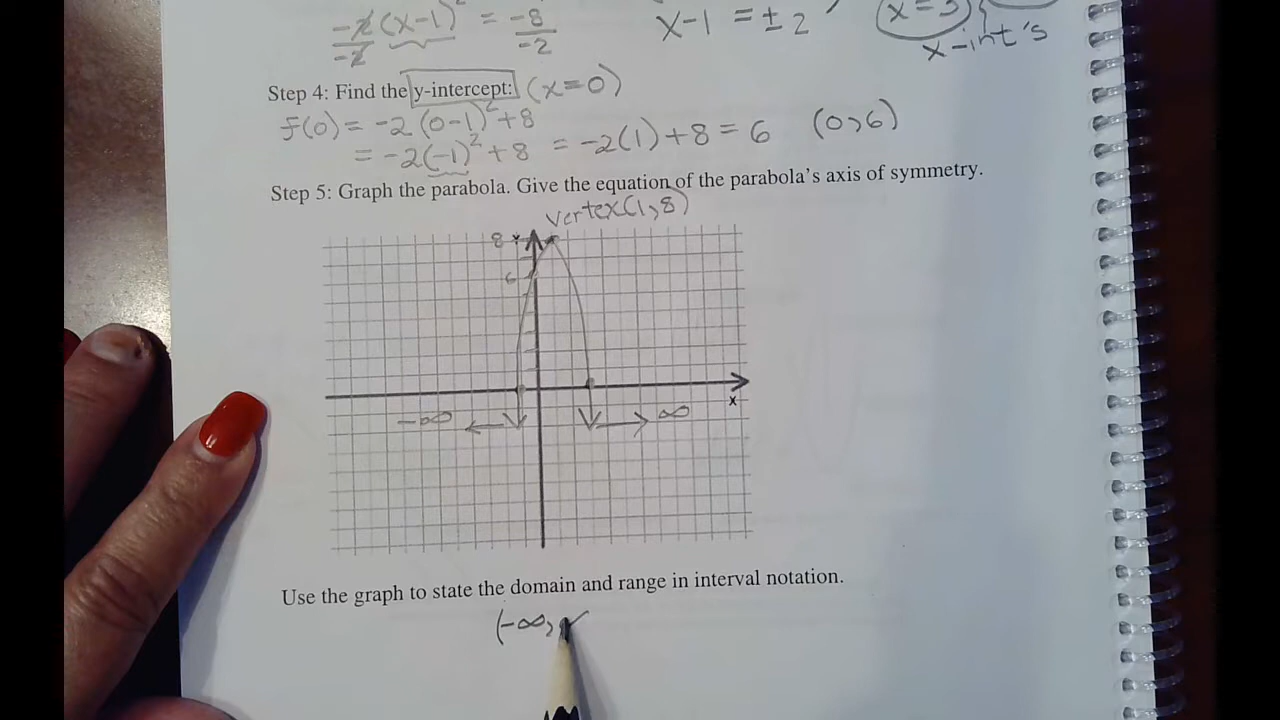 -2(x-1)² = -8
-2 -2
x-1 = ±2
x=3
x-int's
Step 4: Find the y-intercept: (x=0)
f(0) = -2(0-1)²+8
= -2(-1)²+8 = -2(1)+8 = 6 (0,6)
Step 5: Graph the parabola. Give the equation of the parabola's axis of symmetry.
vertex(1,8)
8 y
6
x
-∞ ∞
Use the graph to state the domain and range in interval notation.
(-∞,